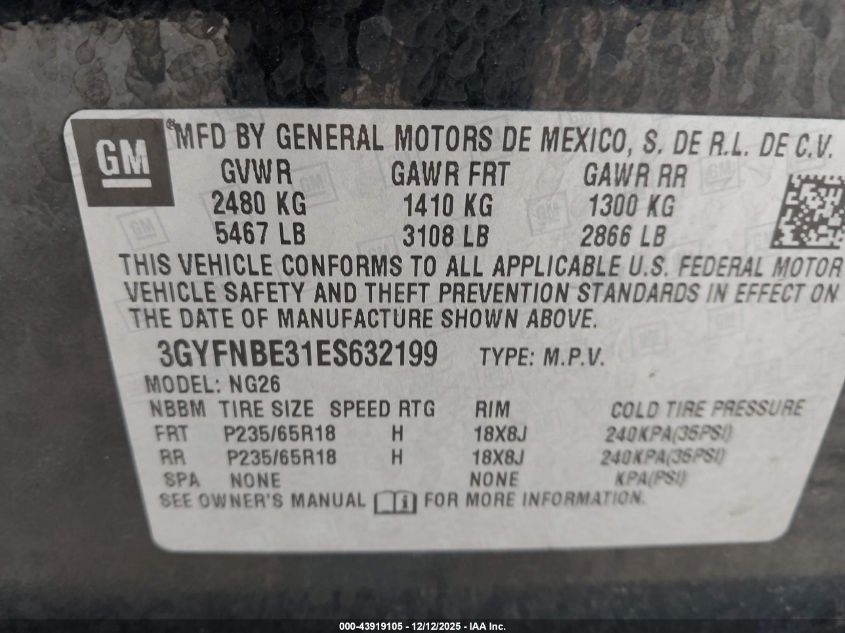 GM
® MFD BY GENERAL MOTORS DE MEXICO, S. DE R.L. DE C.V.
GVWR GAWR FRT GAWR RR
2480 KG 1410 KG 1300 KG
5467 LB 3108 LB 2866 LB
THIS VEHICLE CONFORMS TO ALL APPLICABLE U.S. FEDERAL MOTOR
VEHICLE SAFETY AND THEFT PREVENTION STANDARDS IN EFFECT ON
THE DATE OF MANUFACTURE SHOWN ABOVE.
3GYFNBE31ES632199 TYPE: M.P.V.
MODEL: NG26
NBBM TIRE SIZE SPEED RTG RIM COLD TIRE PRESSURE
FRT P235/65R18 H 18X8J 240KPA(35PSI)
RR P235/65R18 H 18X8J 240KPA(35PSI)
SPA NONE NONE KPA(PSI)
SEE OWNER'S MANUAL i FOR MORE INFORMATION.
000-43919105 - 12/12/2025 - IAA Inc.